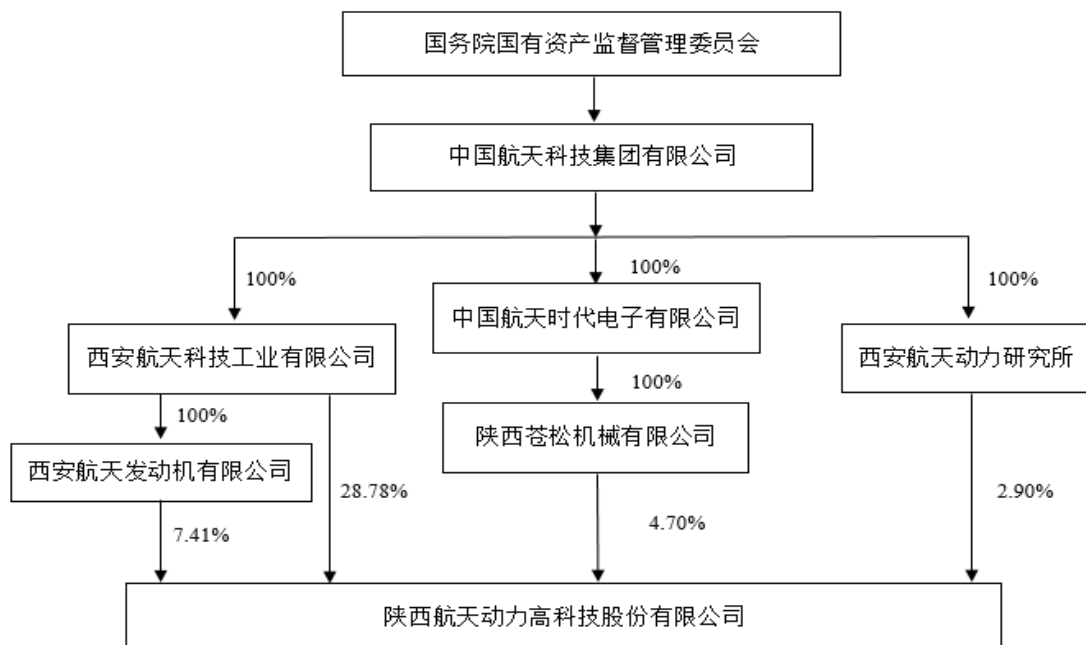 国务院国有资产监督管理委员会
中国航天科技集团有限公司
100%
100%
100%
中国航天时代电子有限公司
西安航天科技工业有限公司
西安航天动力研究所
100%
100%
陕西苍松机械有限公司
西安航天发动机有限公司
28.78%
2.90%
7.41%
4.70%
陕西航天动力高科技股份有限公司